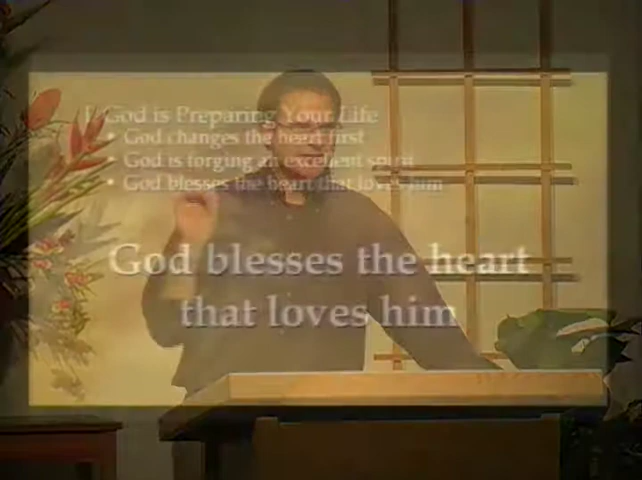 I. God is Preparing Your Life
• God changes the heart first
• God is forging an excellent spirit
• God blesses the heart that loves him
God blesses the heart
that loves him